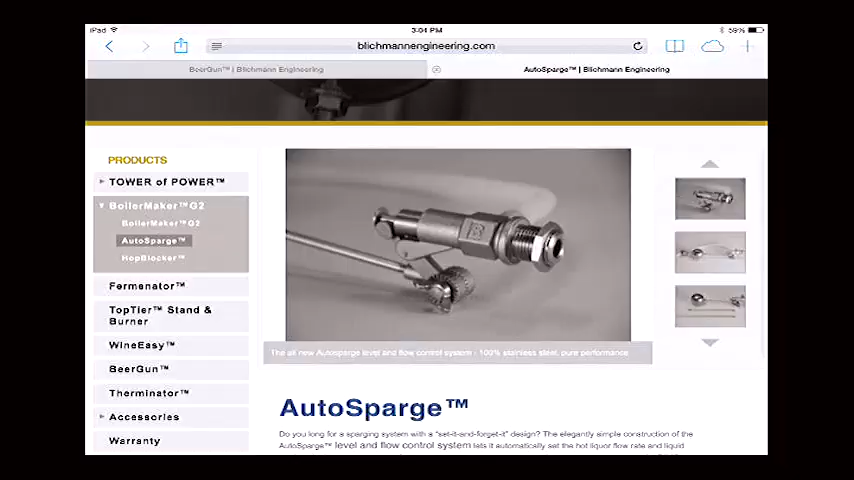 iPad
3:04 PM
59%
blichmannengineering.com
BeerGun™ | Blichmann Engineering
AutoSparge™ | Blichmann Engineering
PRODUCTS
TOWER of POWER™
BoilerMaker™G2
BoilerMaker™G2
AutoSparge™
HopBlocker™
Fermenator™
TopTier™ Stand &
Burner
WineEasy™
BeerGun™
Therminator™
Accessories
Warranty
The all new Autosparge level and flow control system - 100% stainless steel, pure performance
AutoSparge™
Do you long for a sparging system with a "set-it-and-forget-it" design? The elegantly simple construction of the
AutoSparge™ level and flow control system lets it automatically set the hot liquor flow rate and liquid